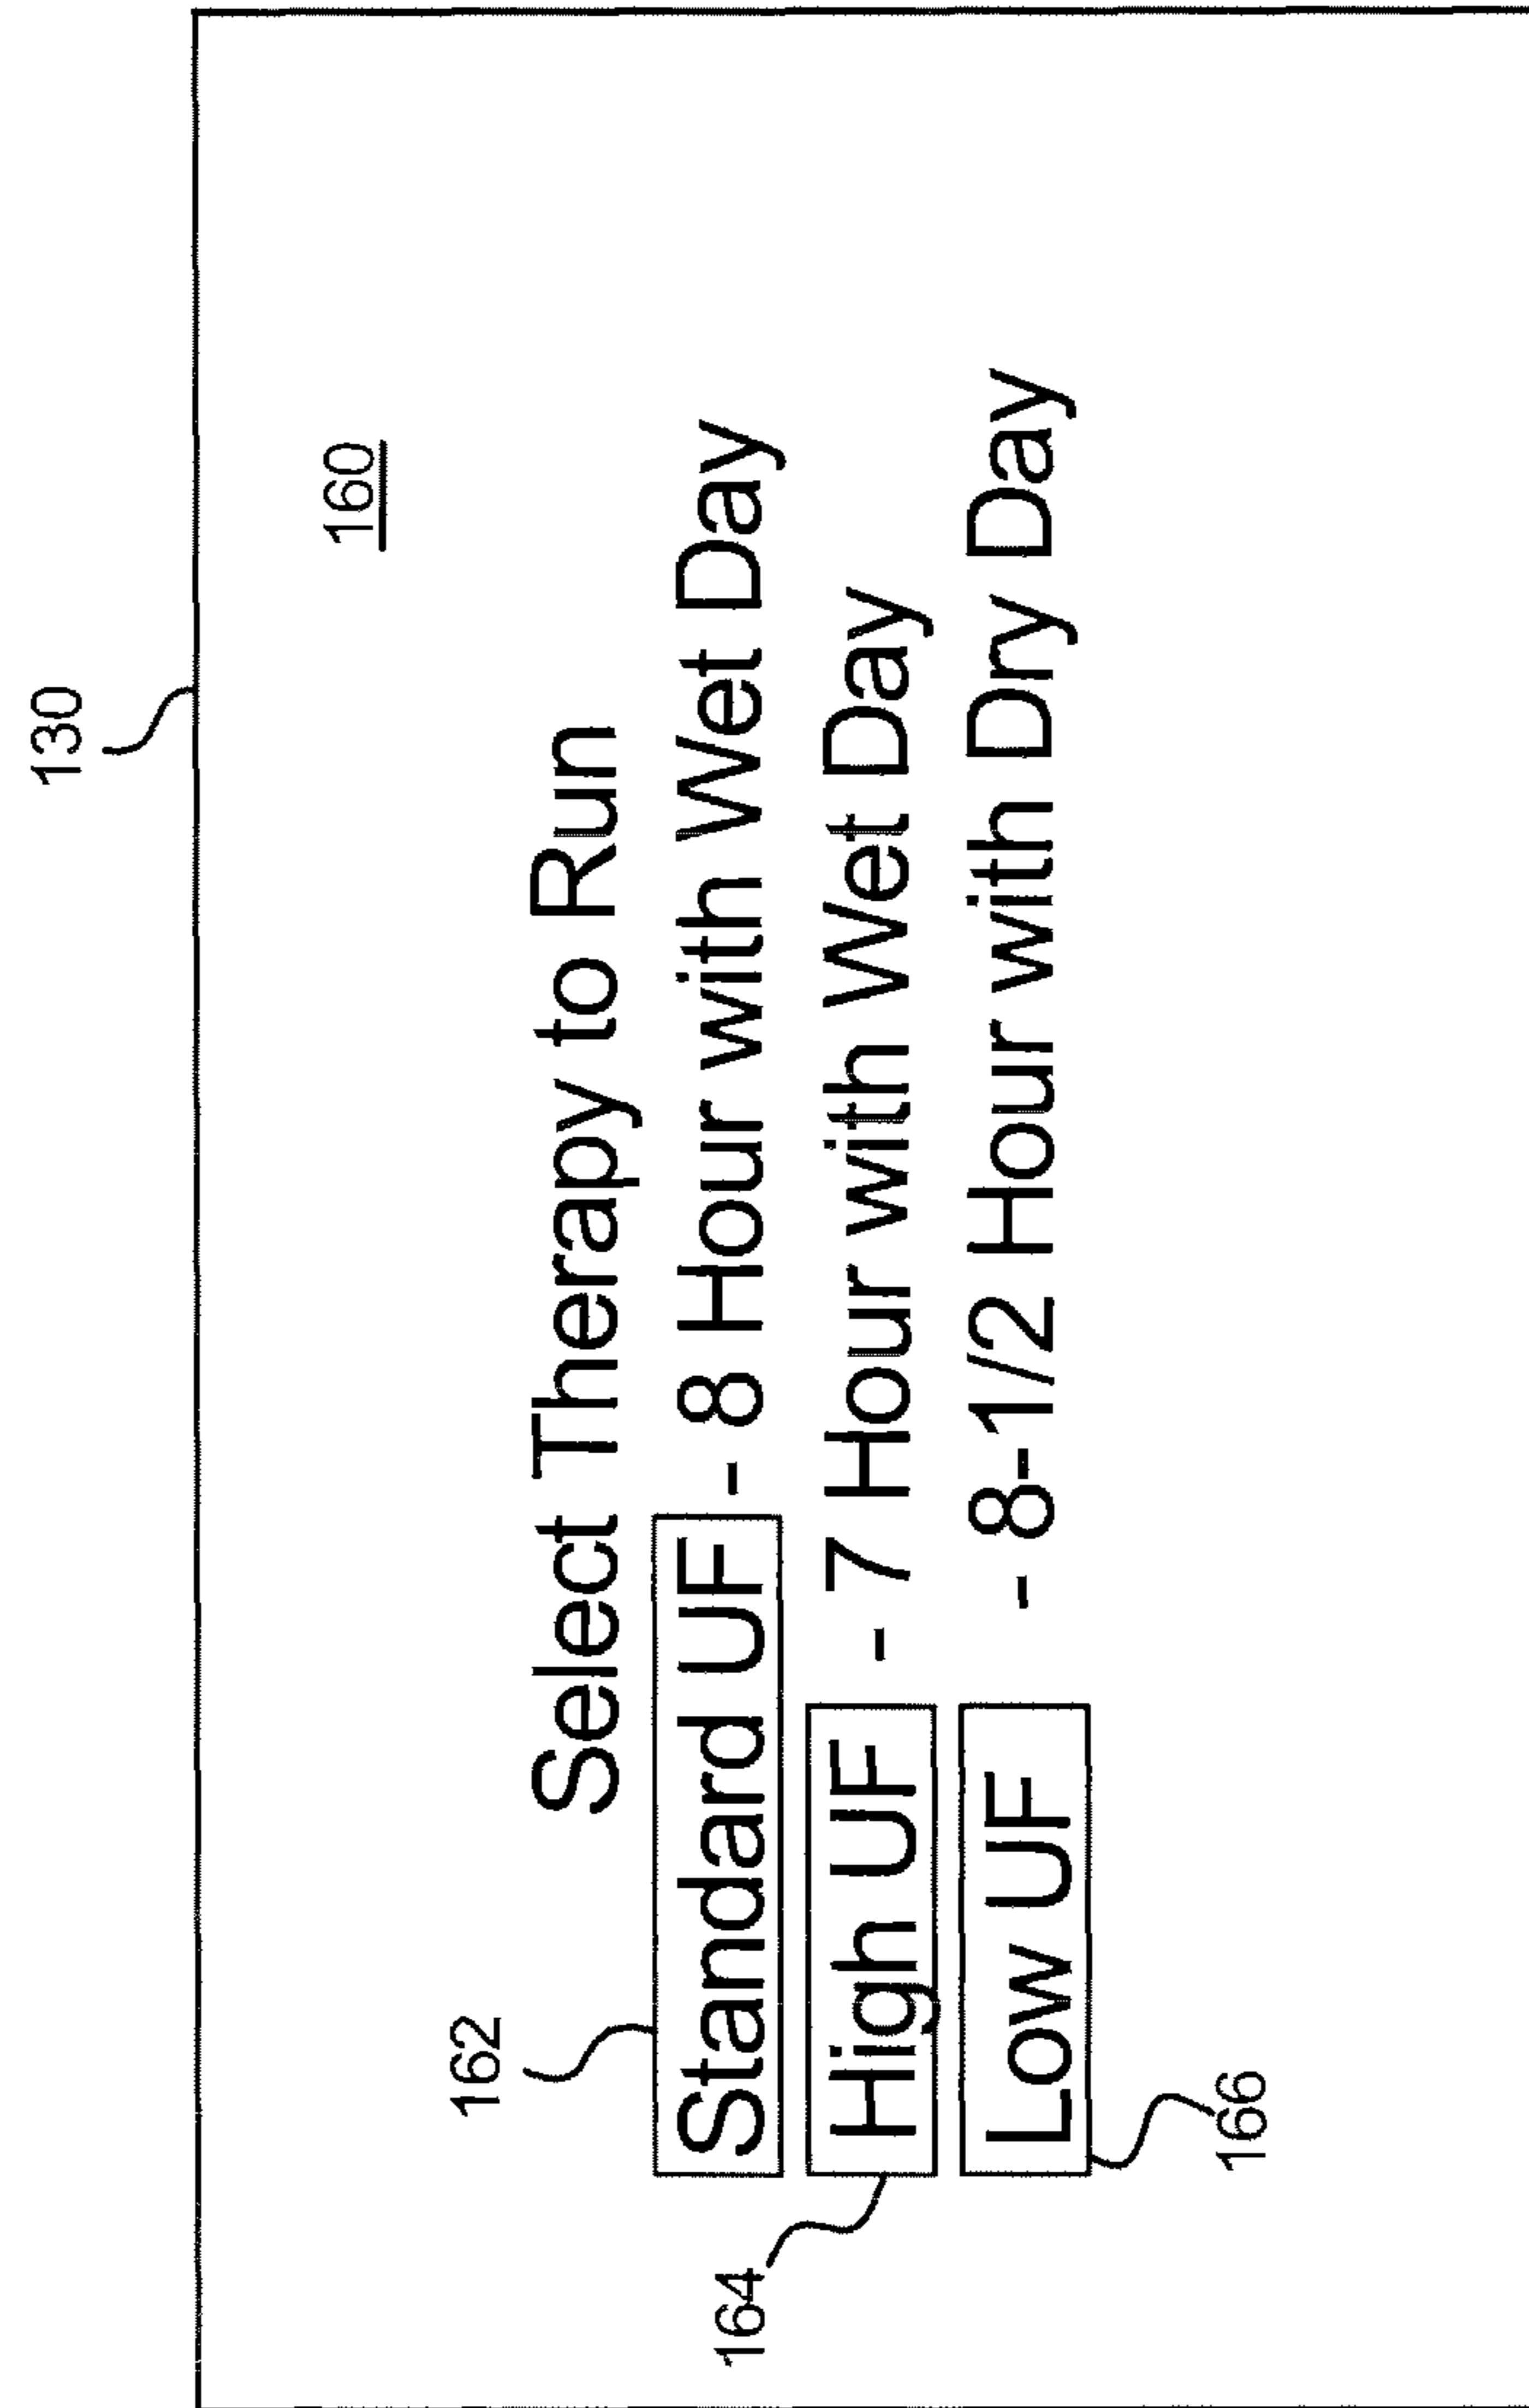 130
160
Select Therapy to Run
162
Standard UF - 8 Hour with Wet Day
164
High UF - 7 Hour with Wet Day
Low UF - 8-1/2 Hour with Dry Day
166